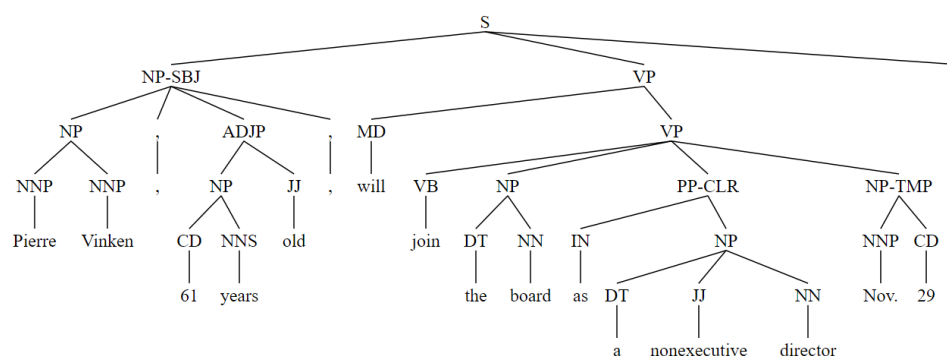 S
NP-SBJ VP
NP , ADJP , MD VP
NNP NNP , NP JJ , will VB NP PP-CLR NP-TMP
Pierre Vinken CD NNS old join DT NN IN NP NNP CD
61 years the board as DT JJ NN Nov. 29
a nonexecutive director